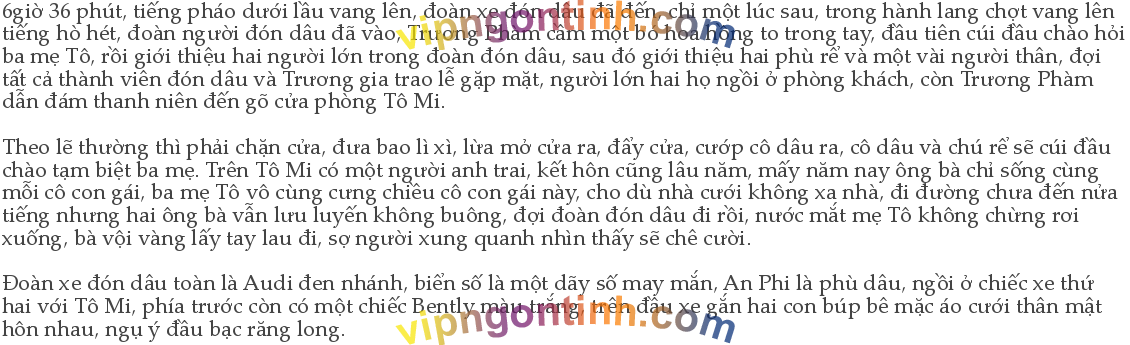 6giờ 36 phút, tiếng pháo dưới lầu vang lên, đoàn xe đón dâu đã đến, chỉ một lúc sau, trong hành lang chợt vang lên
tiếng hò hét, đoàn người đón dâu đã vào, Trương Phàm cầm một bó hoa hồng to trong tay, đầu tiên cúi đầu chào hỏi
ba mẹ Tô, rồi giới thiệu hai người lớn trong đoàn đón dâu, sau đó giới thiệu hai phù rể và một vài người thân, đợi
tất cả thành viên đón dâu và Trương gia trao lễ gặp mặt, người lớn hai họ ngồi ở phòng khách, còn Trương Phàm
dẫn đám thanh niên đến gõ cửa phòng Tô Mi.
Theo lẽ thường thì phải chặn cửa, đưa bao lì xì, lừa mở cửa ra, đẩy cửa, cướp cô dâu ra, cô dâu và chú rể sẽ cúi đầu
chào tạm biệt ba mẹ. Trên Tô Mi có một người anh trai, kết hôn cũng lâu năm, mấy năm nay ông bà chỉ sống cùng
mỗi cô con gái, ba mẹ Tô vô cùng cưng chiều cô con gái này, cho dù nhà cưới không xa nhà, đi đường chưa đến nửa
tiếng nhưng hai ông bà vẫn lưu luyến không buông, đợi đoàn đón dâu đi rồi, nước mắt mẹ Tô không chừng rơi
xuống, bà vội vàng lấy tay lau đi, sợ người xung quanh nhìn thấy sẽ chê cười.
Đoàn xe đón dâu toàn là Audi đen nhánh, biển số là một dãy số may mắn, An Phi là phù dâu, ngồi ở chiếc xe thứ
hai với Tô Mi, phía trước còn có một chiếc Bently màu trắng, trên đầu xe gắn hai con búp bê mặc áo cưới thân mật
hôn nhau, ngụ ý đầu bạc răng long.
vipngontinh.com
vipngontinh.com